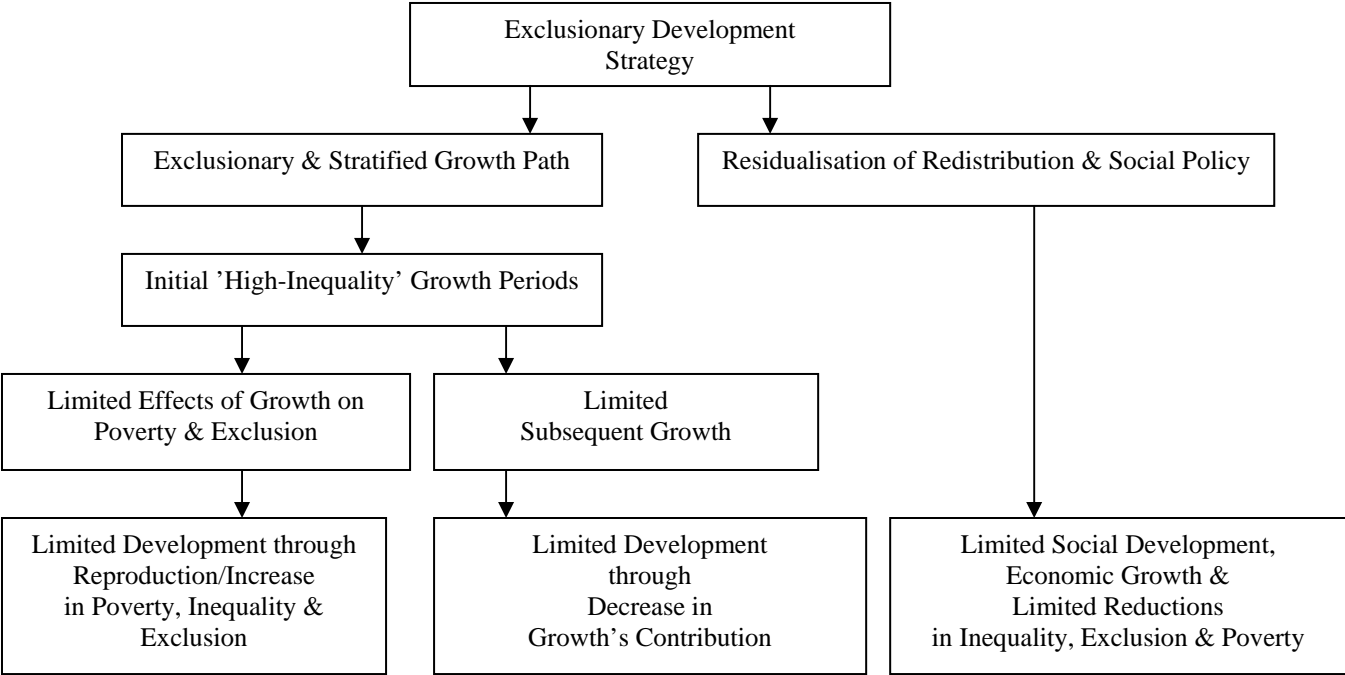 Exclusionary Development
Strategy
Exclusionary & Stratified Growth Path
Residualisation of Redistribution & Social Policy
Initial ’High-Inequality’ Growth Periods
Limited Effects of Growth on
Poverty & Exclusion
Limited
Subsequent Growth
Limited Development through
Reproduction/Increase
in Poverty, Inequality &
Exclusion
Limited Development
through
Decrease in
Growth’s Contribution
Limited Social Development,
Economic Growth &
Limited Reductions
in Inequality, Exclusion & Poverty